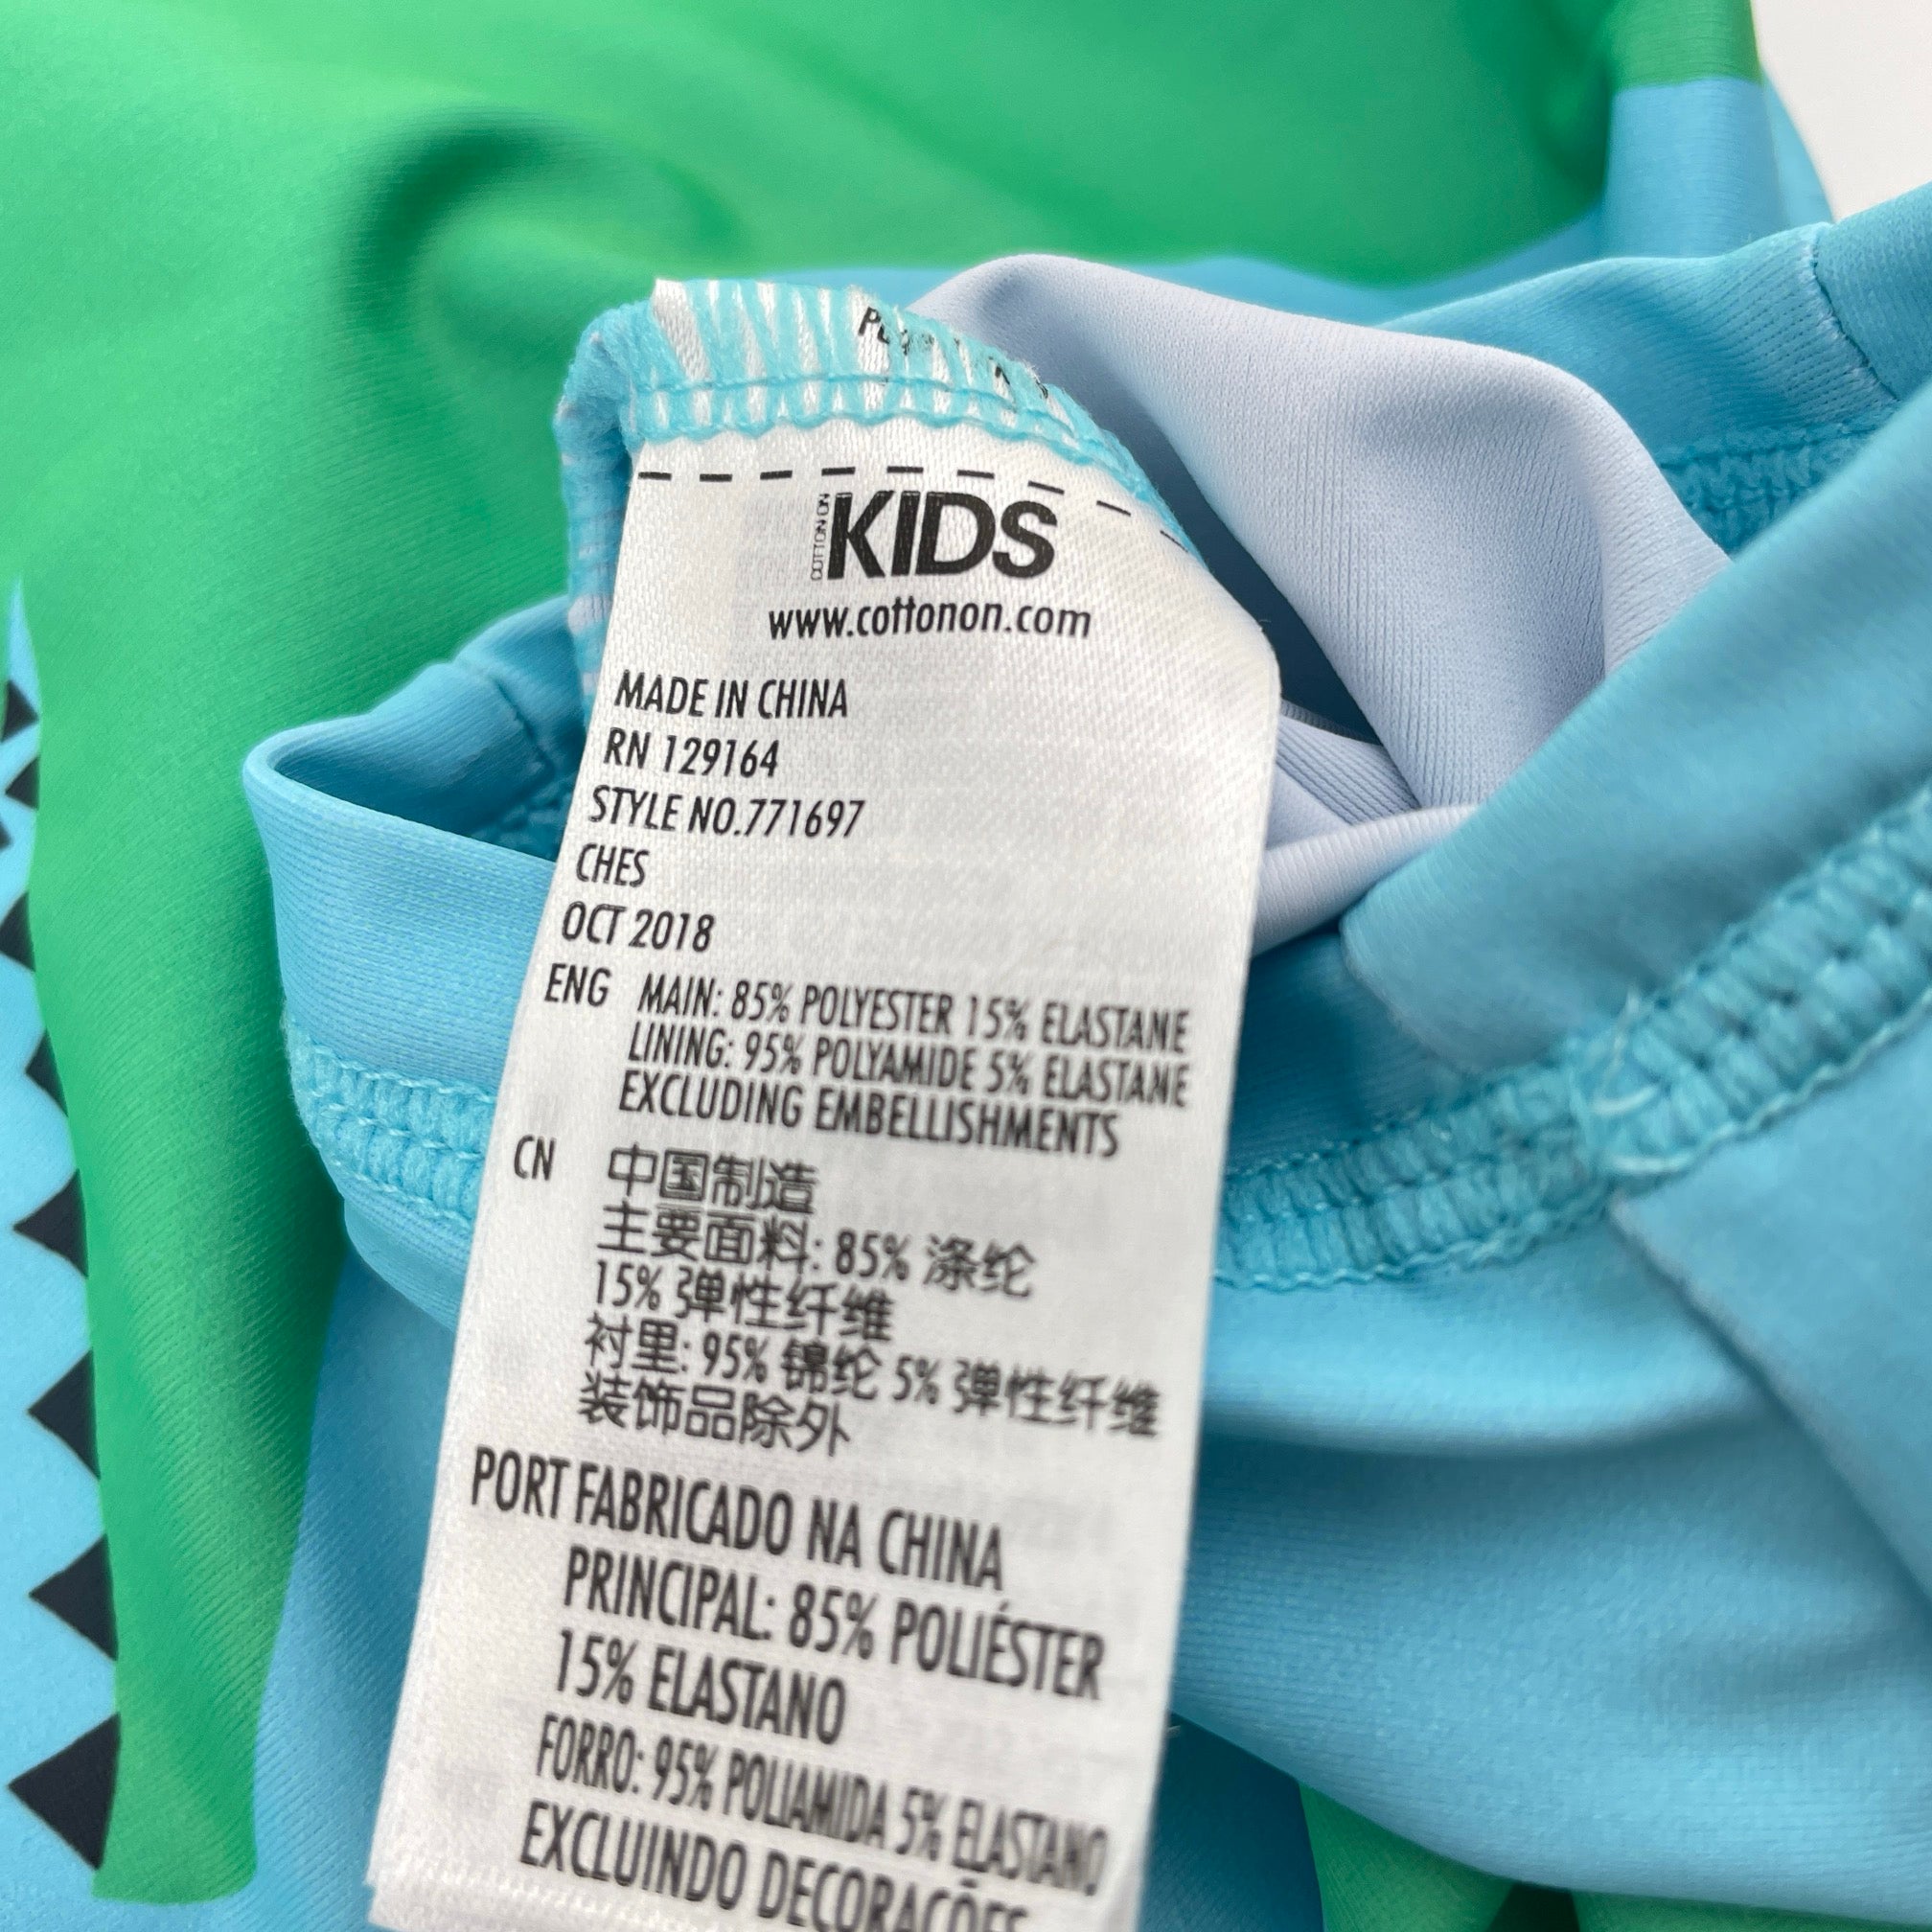 COTTON ON
KIDS
www.cottonon.com
MADE IN CHINA
RN 129164
STYLE NO.771697
CHES
OCT 2018
ENG MAIN: 85% POLYESTER 15% ELASTANE
LINING: 95% POLYAMIDE 5% ELASTANE
EXCLUDING EMBELLISHMENTS
CN 中国制造
主要面料: 85% 涤纶
15% 弹性纤维
衬里: 95% 锦纶 5% 弹性纤维
装饰品除外
PORT FABRICADO NA CHINA
PRINCIPAL: 85% POLIÉSTER
15% ELASTANO
FORRO: 95% POLIAMIDA 5% ELASTANO
EXCLUINDO DECORAÇÕES